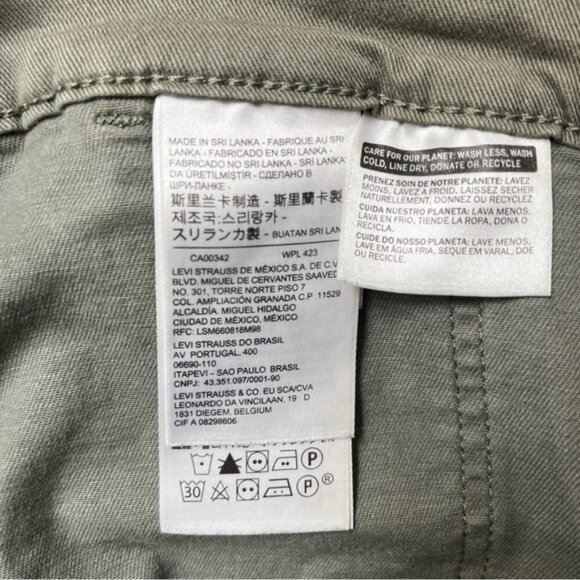 MADE IN SRI LANKA - FABRIQUE AU SRI
LANKA - FABRICADO EN SRI LANKA -
FABRICADO NO SRI LANKA - SRI LANKA'
DA ÜRETİLMİŞTİR - СДЕЛАНО В
ШРИ-ЛАНКЕ -
斯里兰卡制造 - 斯里蘭卡製
제조국:스리랑카 -
スリランカ製 - BUATAN SRI LAN
CA00342 WPL 423
LEVI STRAUSS DE MÉXICO S.A. DE C.V
BLVD. MIGUEL DE CERVANTES SAAVED
NO. 301, TORRE NORTE PISO 7
COL. AMPLIACIÓN GRANADA C.P 11529
ALCALDÍA. MIGUEL HIDALGO
CIUDAD DE MÉXICO, MÉXICO
RFC: LSM660818M98
LEVI STRAUSS DO BRASIL
AV PORTUGAL, 400
06690-110
ITAPEVI – SAO PAULO BRASIL
CNPJ: 43.351.097/0001-90
LEVI STRAUSS & CO. EU SCA/CVA
LEONARDO DA VINCILAAN, 19 D
1831 DIEGEM, BELGIUM
CIF A 08298606
P
30 P ®
CARE FOR OUR PLANET: WASH LESS, WASH
COLD, LINE DRY, DONATE OR RECYCLE
PRENEZ SOIN DE NOTRE PLANETE: LAVEZ
MOINS, LAVEZ A FROID, LAISSEZ SECHER
NATURELLEMENT, DONNEZ OU RECYCLEZ
CUIDA NUESTRO PLANETA: LAVA MENOS,
LAVA EN FRIO, TIENDE LA ROPA, DONA O
RECICLA.
CUIDE DO NOSSO PLANETA: LAVE MENOS,
LAVE EM ÁGUA FRIA, SEQUE EM VARAL, DOE
OU RECICLE.